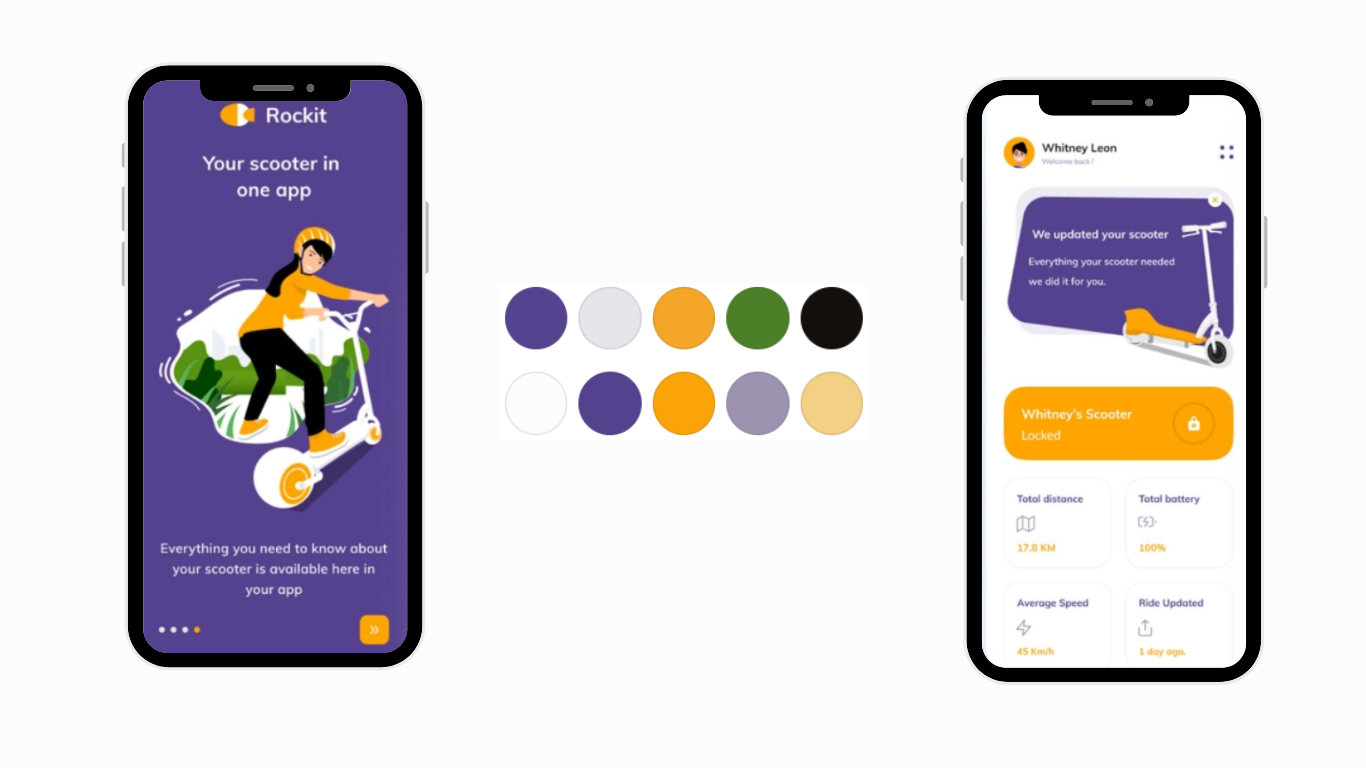 Rockit
Your scooter in
one app
Everything you need to know about
your scooter is available here in
your app
Whitney Leon
Welcome back !
We updated your scooter
Everything your scooter needed
we did it for you.
Whitney's Scooter
Locked
Total distance
17.8 KM
Total battery
100%
Average Speed
45 Km/h
Ride Updated
1 day ago.